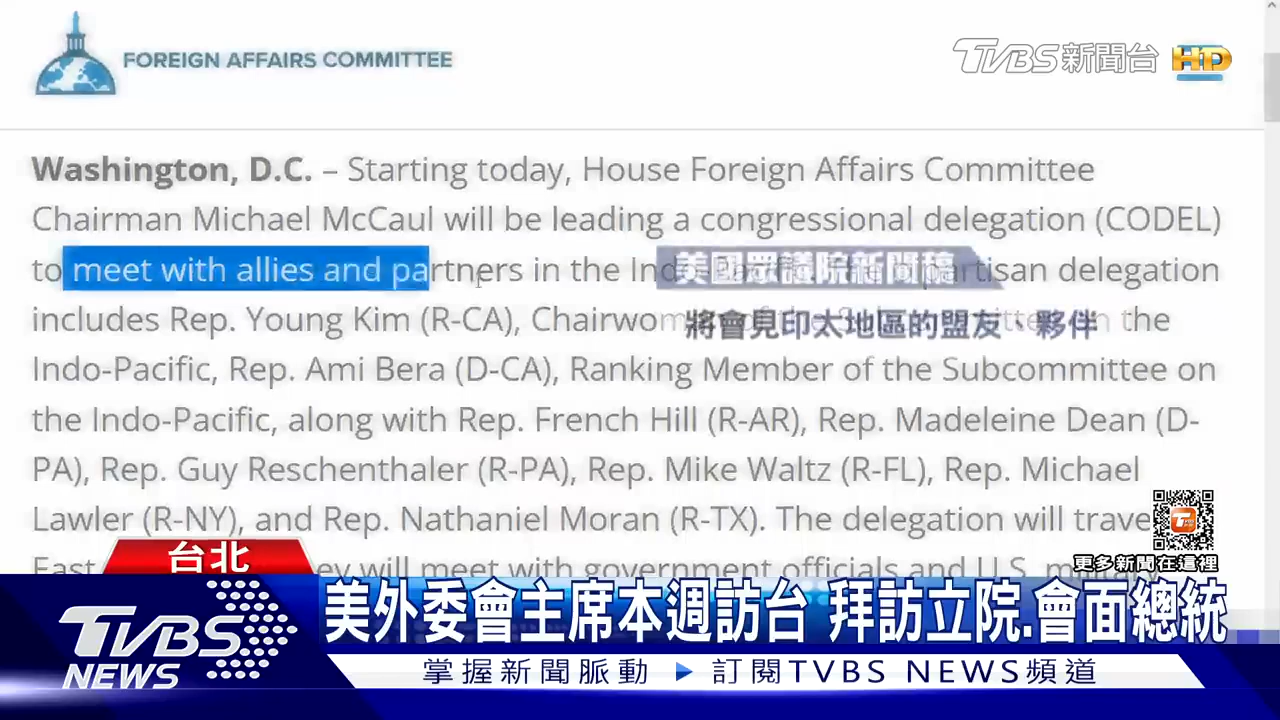 FOREIGN AFFAIRS COMMITTEE
TVBS新聞台 HD
Washington, D.C. – Starting today, House Foreign Affairs Committee
Chairman Michael McCaul will be leading a congressional delegation (CODEL)
to meet with allies and partners in the
美國眾議院新聞稿
delegation
includes Rep. Young Kim (R-CA),
the
將會見印太地區的盟友、夥伴
Indo-Pacific, Rep. Ami Bera (D-CA), Ranking Member of the Subcommittee on
the Indo-Pacific, along with Rep. French Hill (R-AR), Rep. Madeleine Dean (D-
PA), Rep. Guy Reschenthaler (R-PA), Rep. Mike Waltz (R-FL), Rep. Michael
Lawler (R-NY), and Rep. Nathaniel Moran (R-TX). The delegation will trave
East
ey will meet with government officials and U.S.
更多新聞在這裡
台北
美外委會主席本週訪台 拜訪立院.會面總統
TVBS NEWS
掌握新聞脈動 訂閱TVBS NEWS頻道